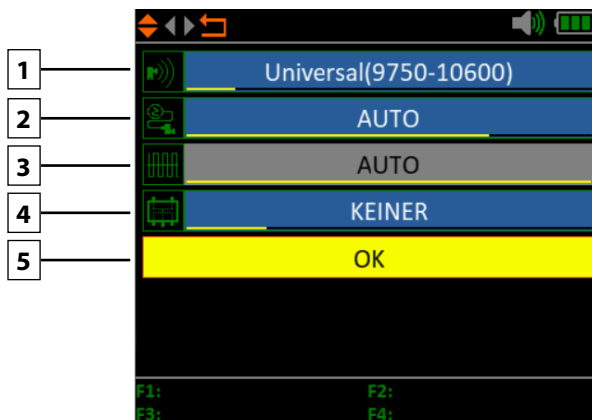 1 Universal(9750-10600)
2 AUTO
3 AUTO
4 KEINER
5 OK
F1: F2:
F3: F4: